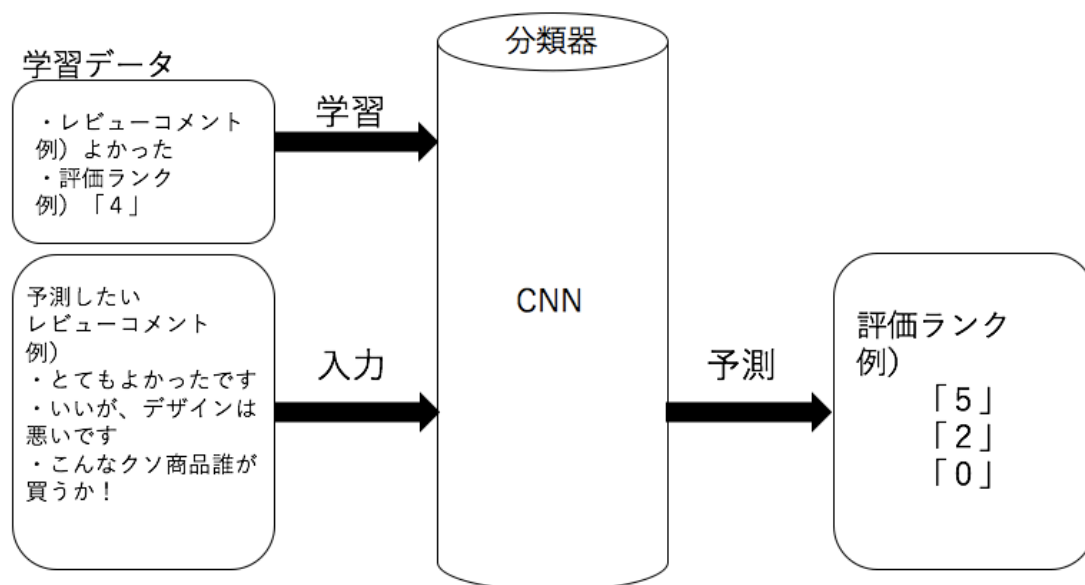 学習データ
・レビューコメント
例）よかった
・評価ランク
例）「４」
学習
分類器
CNN
予測したい
レビューコメント
例）
・とてもよかったです
・いいが、デザインは
悪いです
・こんなクソ商品誰が
買うか！
入力
予測
評価ランク
例）
「５」
「２」
「０」